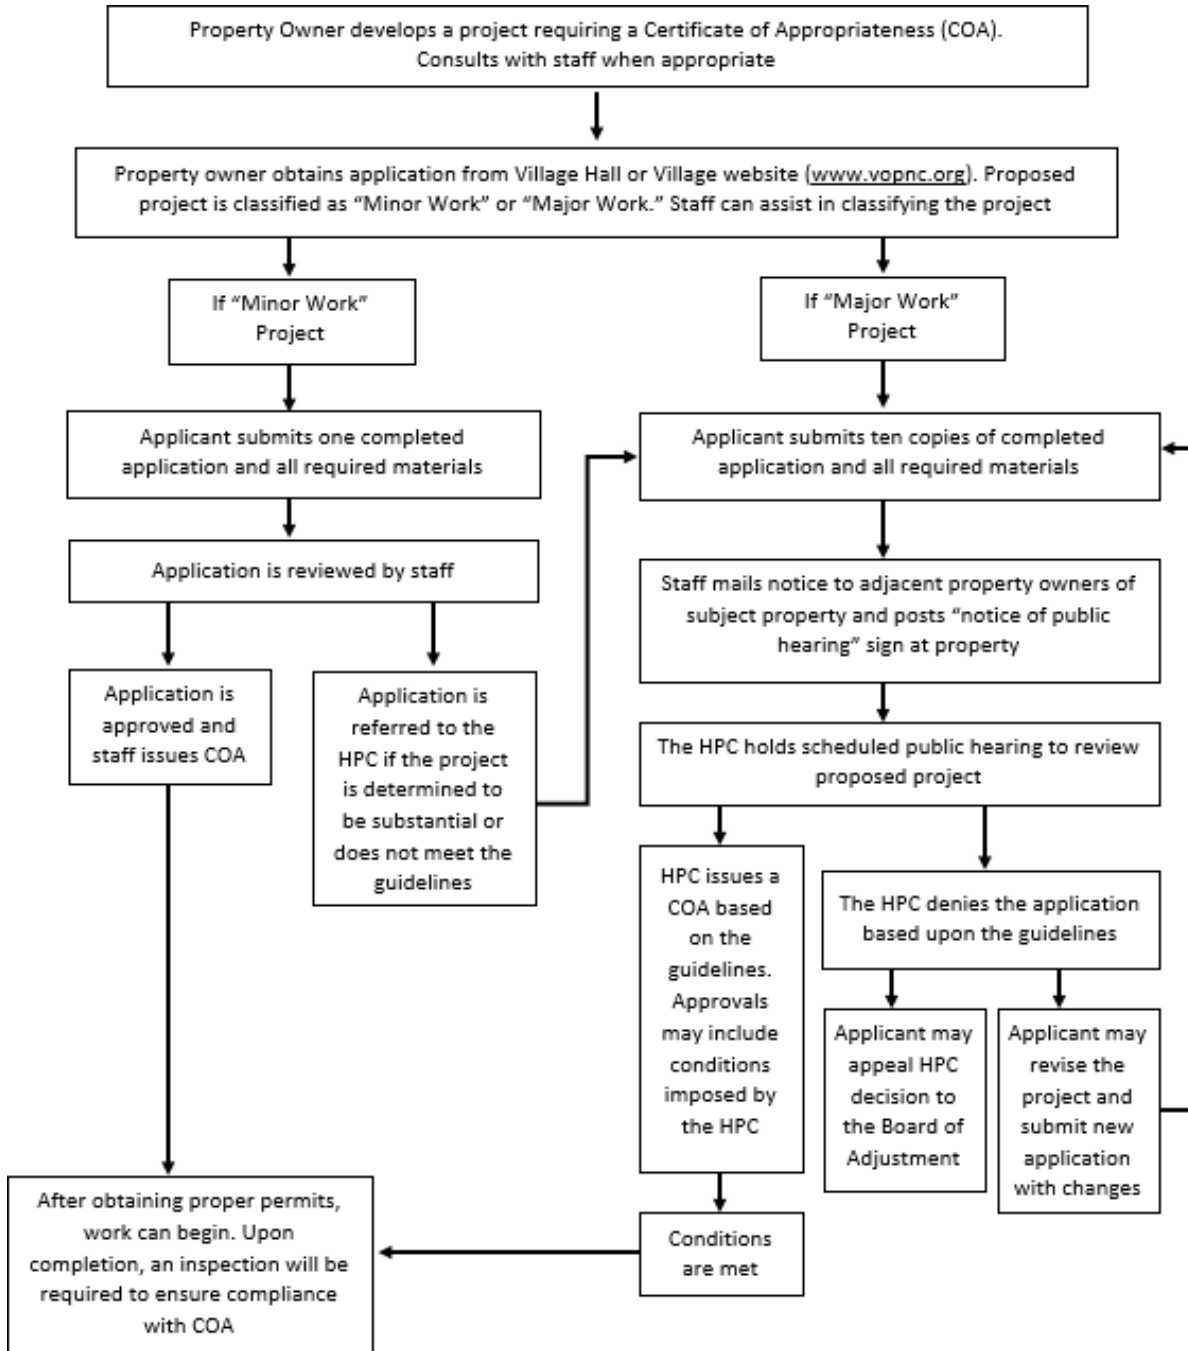 Property Owner develops a project requiring a Certificate of Appropriateness (COA).
Consults with staff when appropriate
Property owner obtains application from Village Hall or Village website (www.vopnc.org). Proposed
project is classified as “Minor Work” or “Major Work.” Staff can assist in classifying the project
If “Minor Work”
Project
If “Major Work”
Project
Applicant submits one completed
application and all required materials
Applicant submits ten copies of completed
application and all required materials
Application is reviewed by staff
Staff mails notice to adjacent property owners of
subject property and posts “notice of public
hearing” sign at property
Application is
approved and
staff issues COA
Application is
referred to the
HPC if the project
is determined to
be substantial or
does not meet the
guidelines
The HPC holds scheduled public hearing to review
proposed project
HPC issues a
COA based
on the
guidelines.
Approvals
may include
conditions
imposed by
the HPC
The HPC denies the application
based upon the guidelines
Applicant may
appeal HPC
decision to
the Board of
Adjustment
Applicant may
revise the
project and
submit new
application
with changes
After obtaining proper permits,
work can begin. Upon
completion, an inspection will be
required to ensure compliance
with COA
Conditions
are met